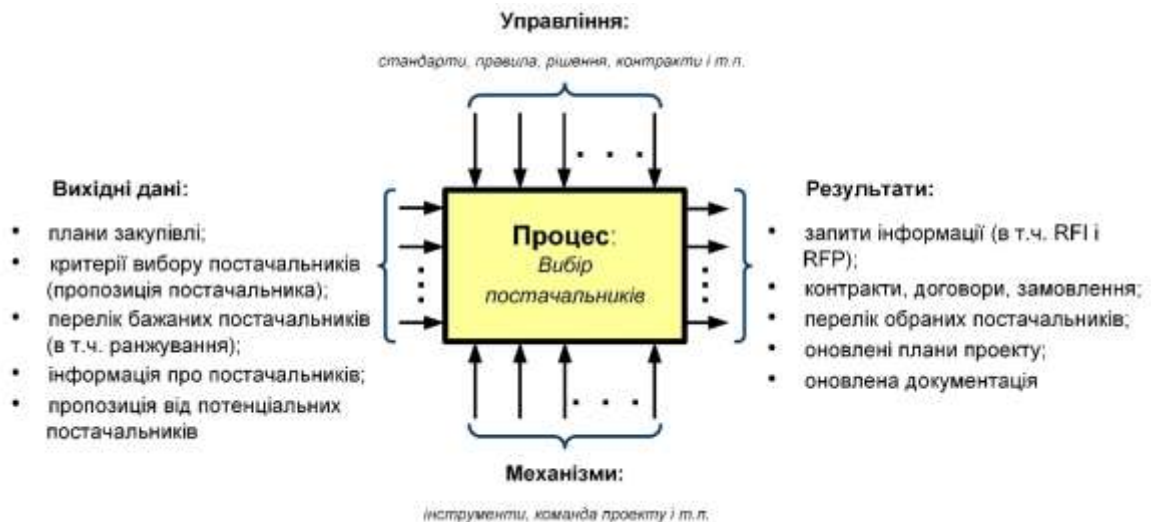 Управління:
стандарти, правила, рішення, контракти і т.п.
Вихідні дані:
• плани закупівлі;
• критерії вибору постачальників
(пропозиція постачальника);
• перелік бажаних постачальників
(в т.ч. ранжування);
• інформація про постачальників;
• пропозиція від потенціальних
постачальників
Процес:
Вибір
постачальників
Результати:
• запити інформації (в т.ч. RFI і
RFP);
• контракти, договори, замовлення;
• перелік обраних постачальників;
• оновлені плани проекту;
• оновлена документація
Механізми:
інструменти, команда проекту і т.п.